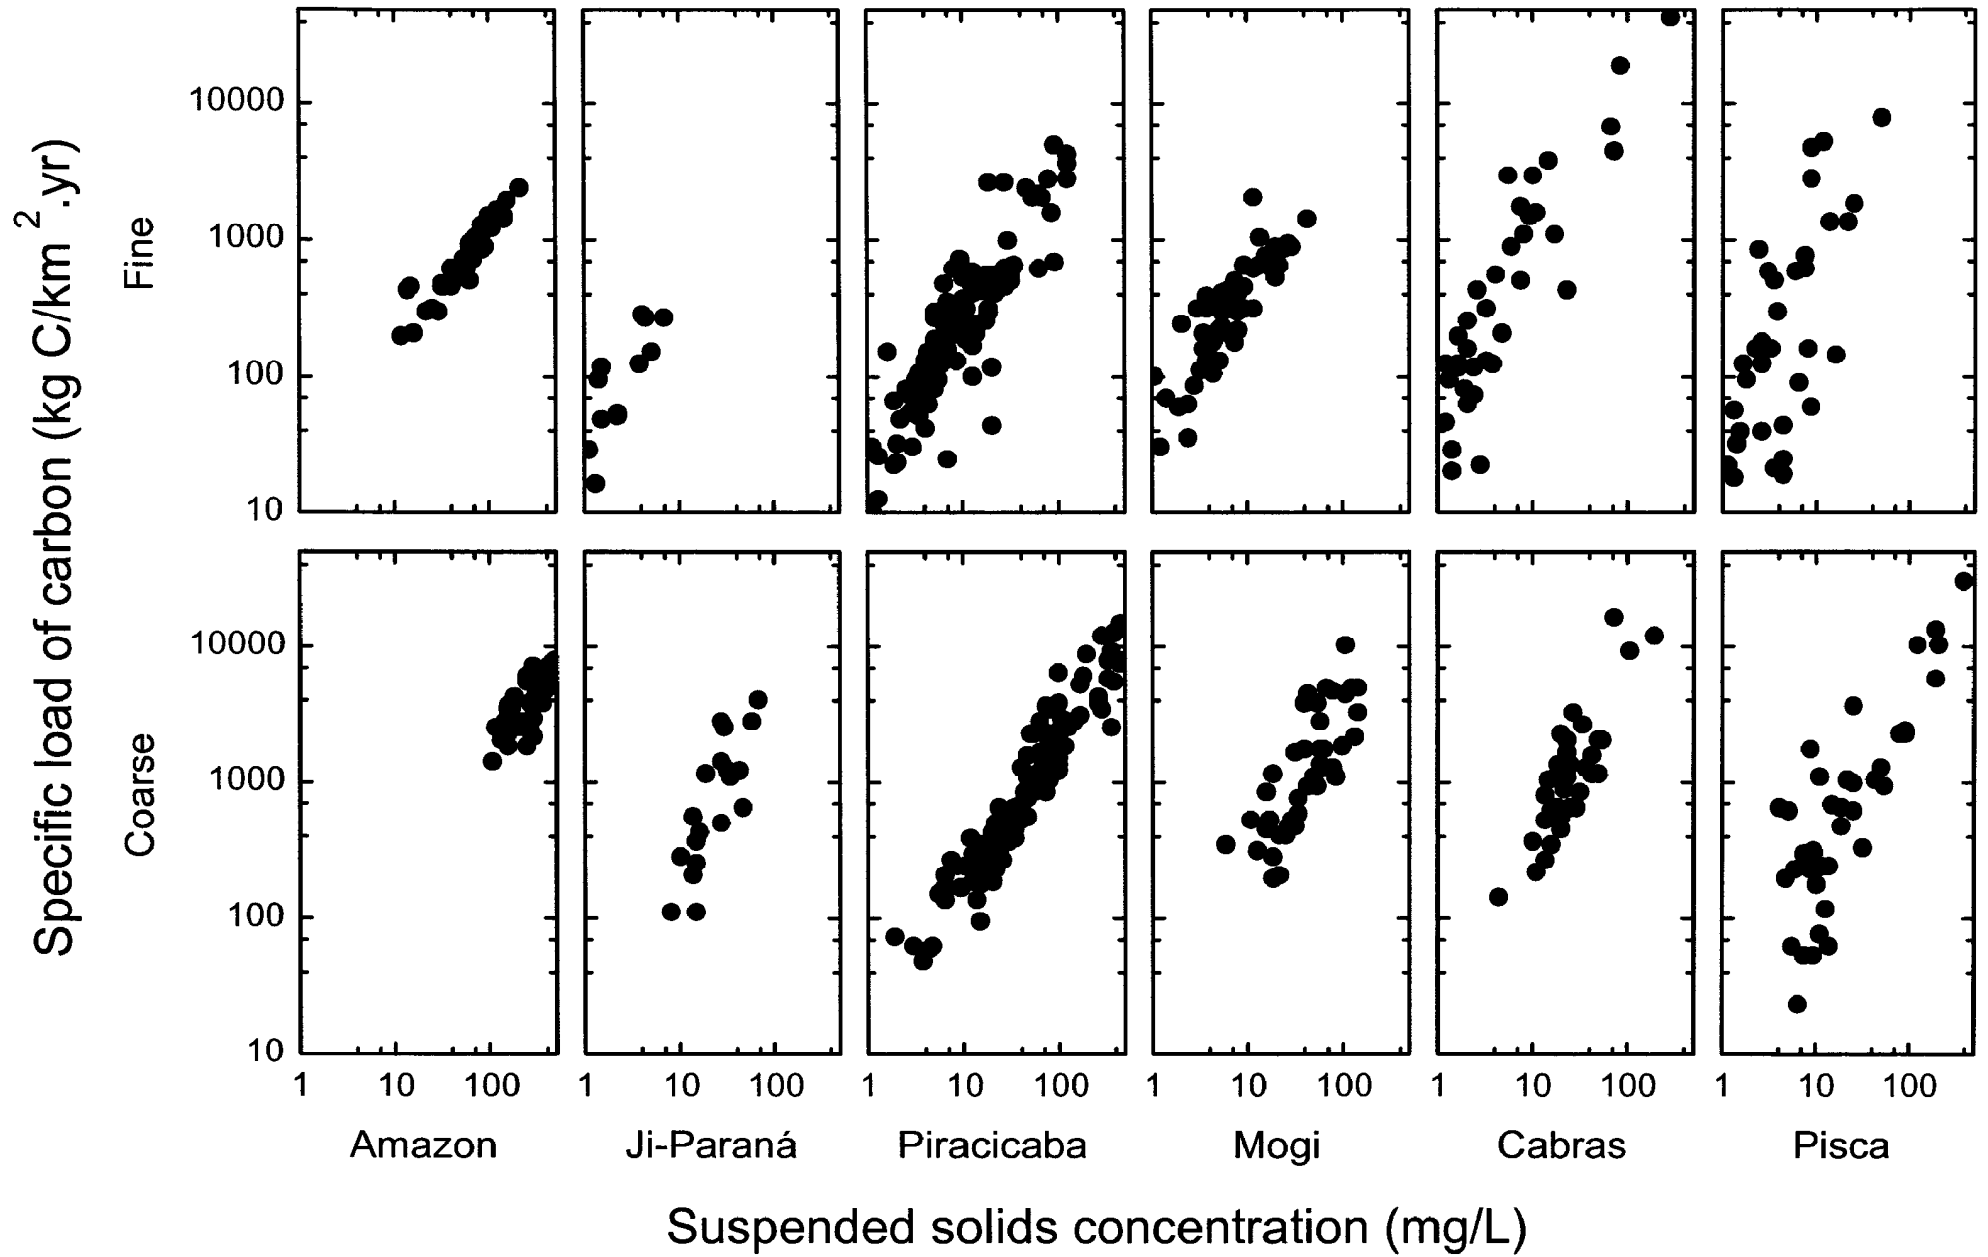 Specific load of carbon (kg C/km².yr)
Fine
10000
1000
100
10
Coarse
10000
1000
100
10
1 10 100 1 10 100 1 10 100 1 10 100 1 10 100 1 10 100
Amazon Ji-Paraná Piracicaba Mogi Cabras Pisca
Suspended solids concentration (mg/L)